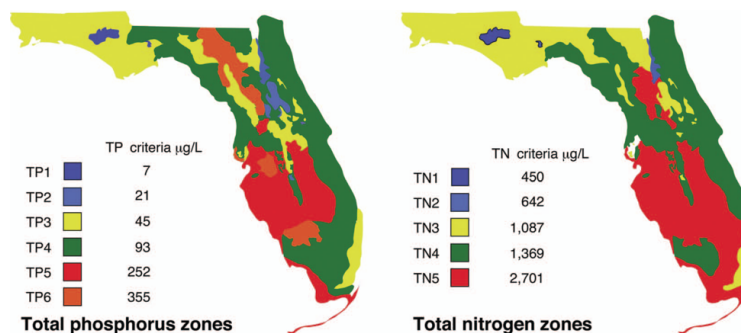 TP criteria µg/L
TP1 7
TP2 21
TP3 45
TP4 93
TP5 252
TP6 355
Total phosphorus zones
TN criteria µg/L
TN1 450
TN2 642
TN3 1,087
TN4 1,369
TN5 2,701
Total nitrogen zones